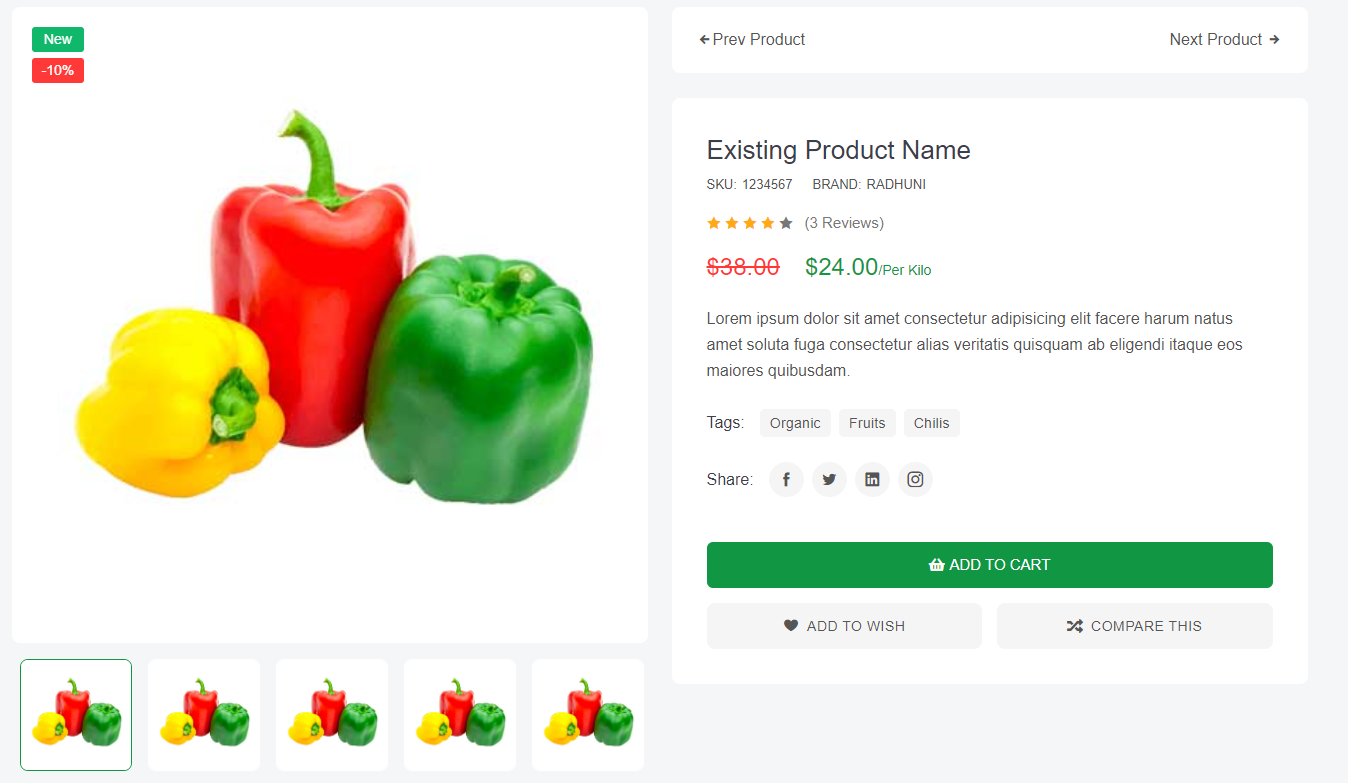 New
-10%
Prev Product
Next Product
Existing Product Name
SKU: 1234567 BRAND: RADHUNI
(3 Reviews)
$38.00 $24.00/Per Kilo
Lorem ipsum dolor sit amet consectetur adipisicing elit facere harum natus
amet soluta fuga consectetur alias veritatis quisquam ab eligendi itaque eos
maiores quibusdam.
Tags: Organic Fruits Chilis
Share:
ADD TO CART
ADD TO WISH
COMPARE THIS